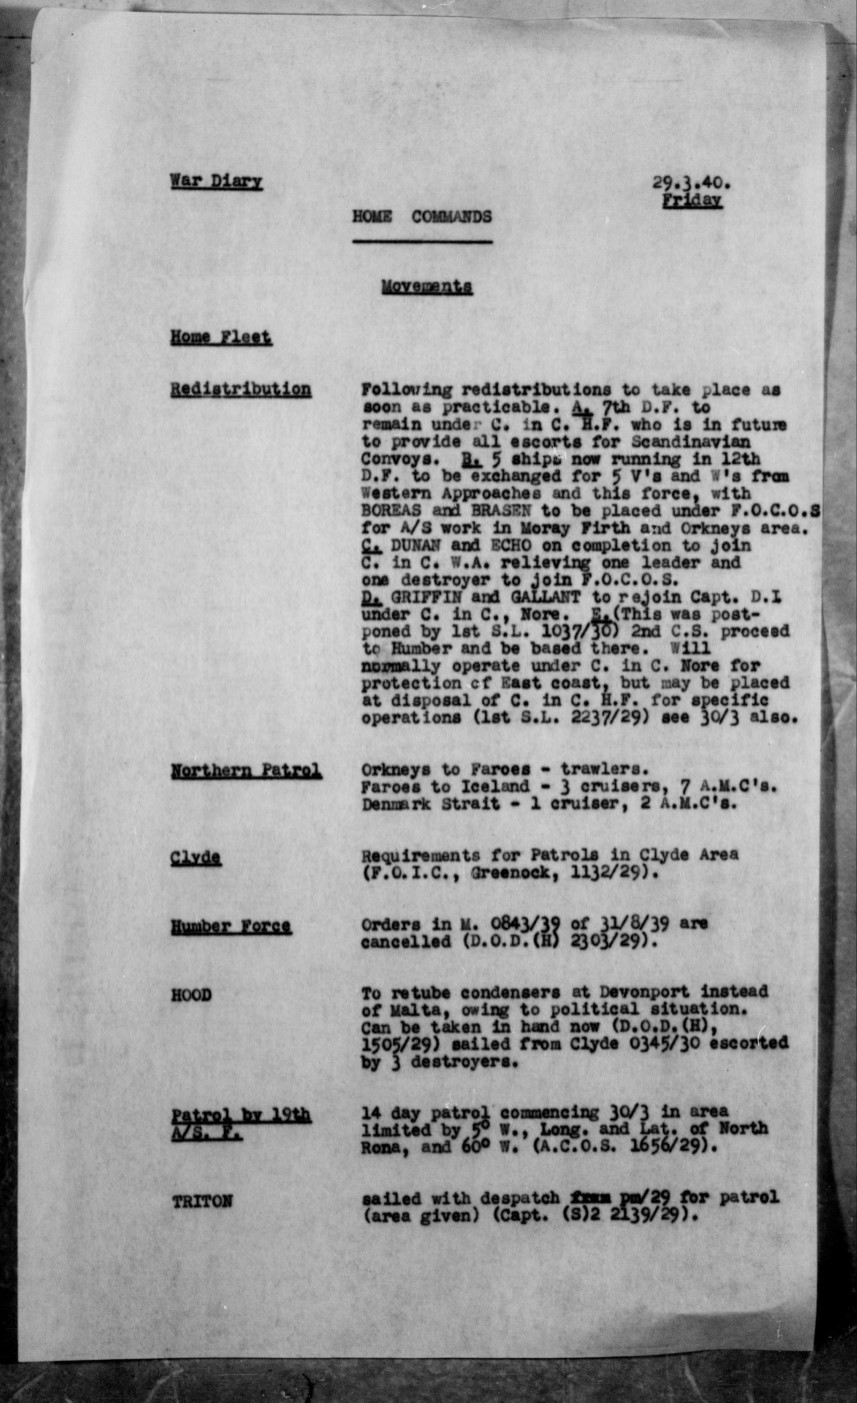 War Diary
29.3.40.
Friday
HOME COMMANDS
Movements
Home Fleet
Redistribution
Following redistributions to take place as
soon as practicable. A. 7th D.F. to
remain under C. in C. H.F. who is in future
to provide all escorts for Scandinavian
Convoys. B. 5 ships now running in 12th
D.F. to be exchanged for 5 V's and W's from
Western Approaches and this force, with
BOREAS and BRASEN to be placed under F.O.C.O.S
for A/S work in Moray Firth and Orkneys area.
C. DUNAN and ECHO on completion to join
C. in C. W.A. relieving one leader and
one destroyer to join F.O.C.O.S.
D. GRIFFIN and GALLANT to rejoin Capt. D.I
under C. in C., Nore. E.(This was post-
poned by 1st S.L. 1037/30) 2nd C.S. proceed
to Humber and be based there. Will
normally operate under C. in C. Nore for
protection of East coast, but may be placed
at disposal of C. in C. H.F. for specific
operations (1st S.L. 2237/29) see 30/3 also.
Northern Patrol
Orkneys to Faroes - trawlers.
Faroes to Iceland - 3 cruisers, 7 A.M.C's.
Denmark Strait - 1 cruiser, 2 A.M.C's.
Clyde
Requirements for Patrols in Clyde Area
(F.O.I.C., Greenock, 1132/29).
Humber Force
Orders in M. 0843/39 of 31/8/39 are
cancelled (D.O.D.(H) 2303/29).
HOOD
To retube condensers at Devonport instead
of Malta, owing to political situation.
Can be taken in hand now (D.O.D.(H),
1505/29) sailed from Clyde 0345/30 escorted
by 3 destroyers.
Patrol by 19th
A/S. F.
14 day patrol commencing 30/3 in area
limited by 5° W., Long. and Lat. of North
Rona, and 60° W. (A.C.O.S. 1656/29).
TRITON
sailed with despatch pm/29 for patrol
(area given) (Capt. (S)2 2139/29).